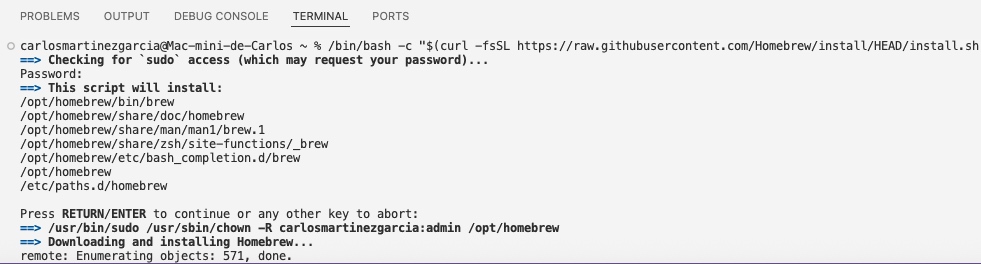 PROBLEMS OUTPUT DEBUG CONSOLE TERMINAL PORTS
carlosmartinezgarcia@Mac-mini-de-Carlos ~ % /bin/bash -c "$(curl -fsSL https://raw.githubusercontent.com/Homebrew/install/HEAD/install.sh
==> Checking for `sudo` access (which may request your password)...
Password:
==> This script will install:
/opt/homebrew/bin/brew
/opt/homebrew/share/doc/homebrew
/opt/homebrew/share/man/man1/brew.1
/opt/homebrew/share/zsh/site-functions/_brew
/opt/homebrew/etc/bash_completion.d/brew
/opt/homebrew
/etc/paths.d/homebrew
Press RETURN/ENTER to continue or any other key to abort:
==> /usr/bin/sudo /usr/sbin/chown -R carlosmartinezgarcia:admin /opt/homebrew
==> Downloading and installing Homebrew...
remote: Enumerating objects: 571, done.